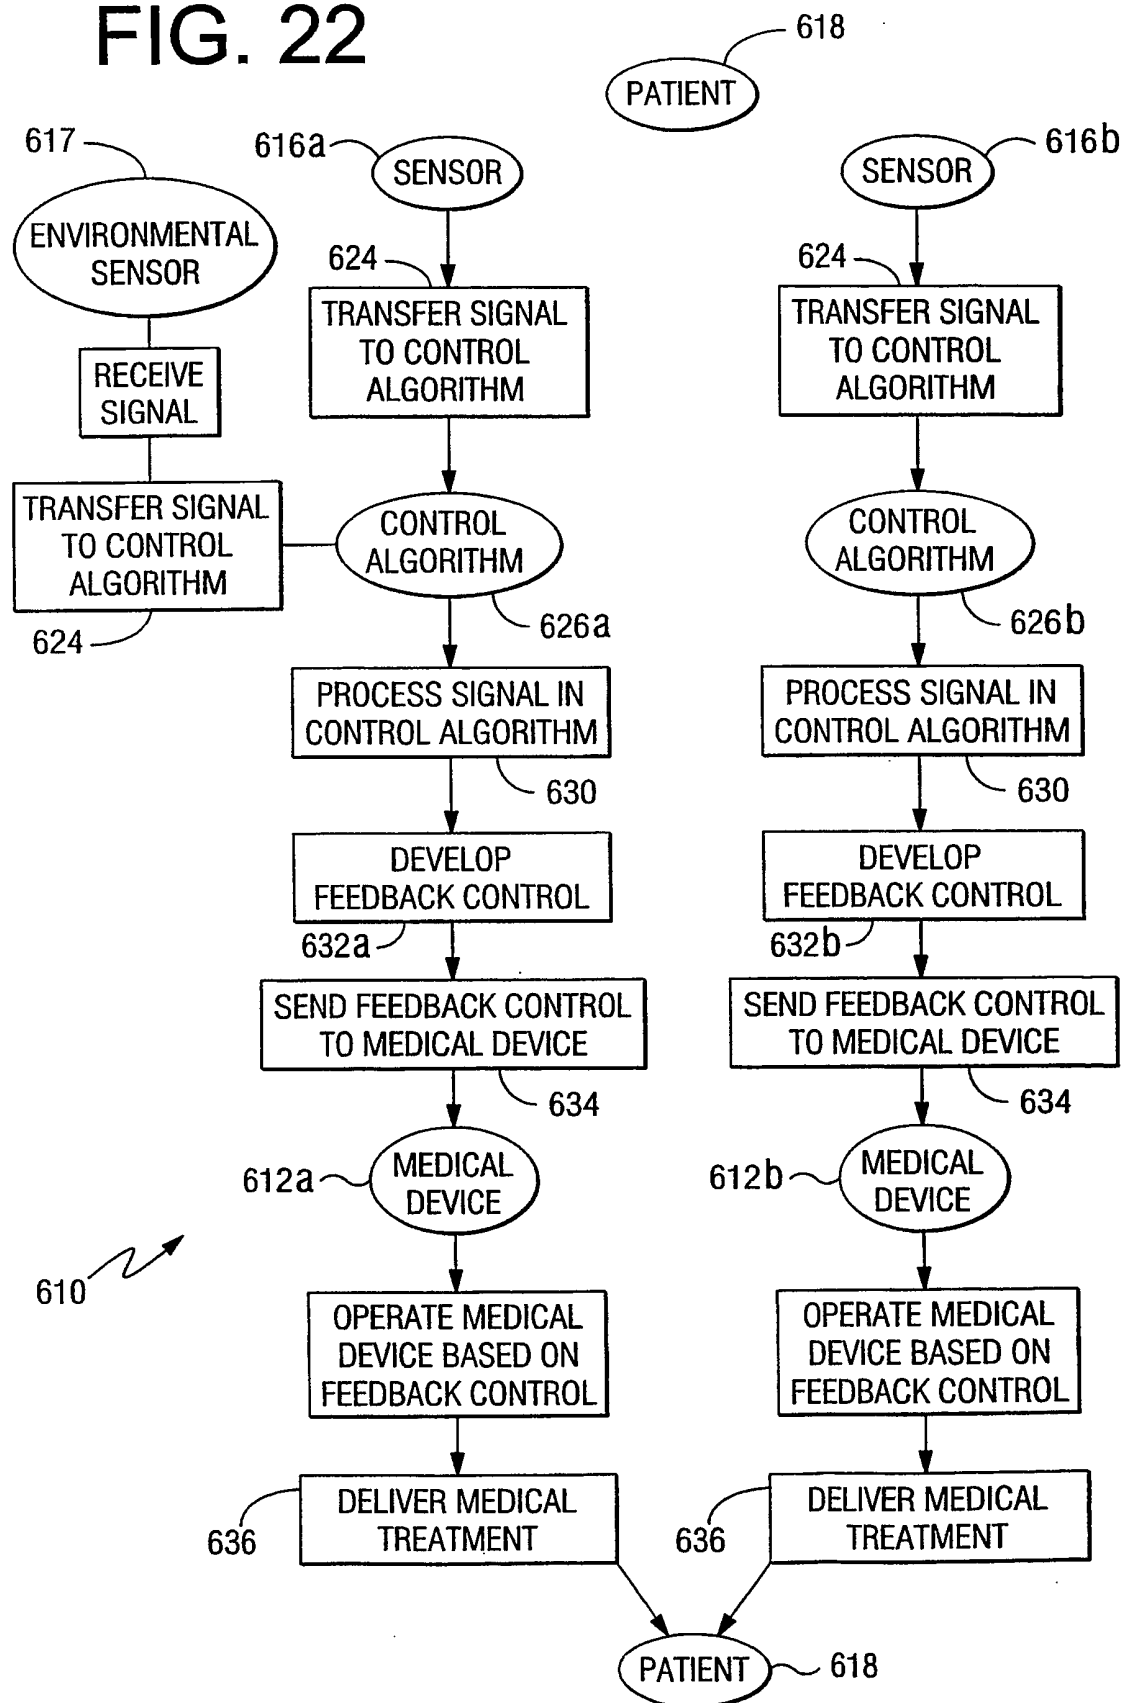 FIG. 22
618
PATIENT
617
ENVIRONMENTAL
SENSOR
RECEIVE
SIGNAL
TRANSFER SIGNAL
TO CONTROL
ALGORITHM
624
616a
SENSOR
624
TRANSFER SIGNAL
TO CONTROL
ALGORITHM
CONTROL
ALGORITHM
626a
PROCESS SIGNAL IN
CONTROL ALGORITHM
630
DEVELOP
FEEDBACK CONTROL
632a
SEND FEEDBACK CONTROL
TO MEDICAL DEVICE
634
612a
MEDICAL
DEVICE
610
OPERATE MEDICAL
DEVICE BASED ON
FEEDBACK CONTROL
636
DELIVER MEDICAL
TREATMENT
616b
SENSOR
624
TRANSFER SIGNAL
TO CONTROL
ALGORITHM
CONTROL
ALGORITHM
626b
PROCESS SIGNAL IN
CONTROL ALGORITHM
630
DEVELOP
FEEDBACK CONTROL
632b
SEND FEEDBACK CONTROL
TO MEDICAL DEVICE
634
612b
MEDICAL
DEVICE
OPERATE MEDICAL
DEVICE BASED ON
FEEDBACK CONTROL
636
DELIVER MEDICAL
TREATMENT
PATIENT
618